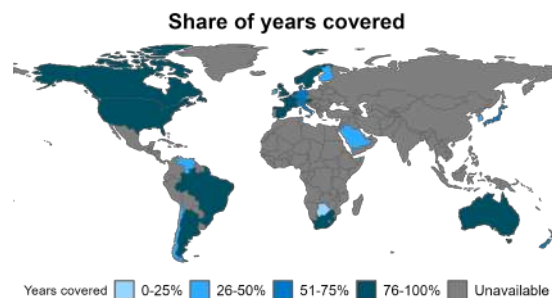 Share of years covered
Years covered 0-25% 26-50% 51-75% 76-100% Unavailable